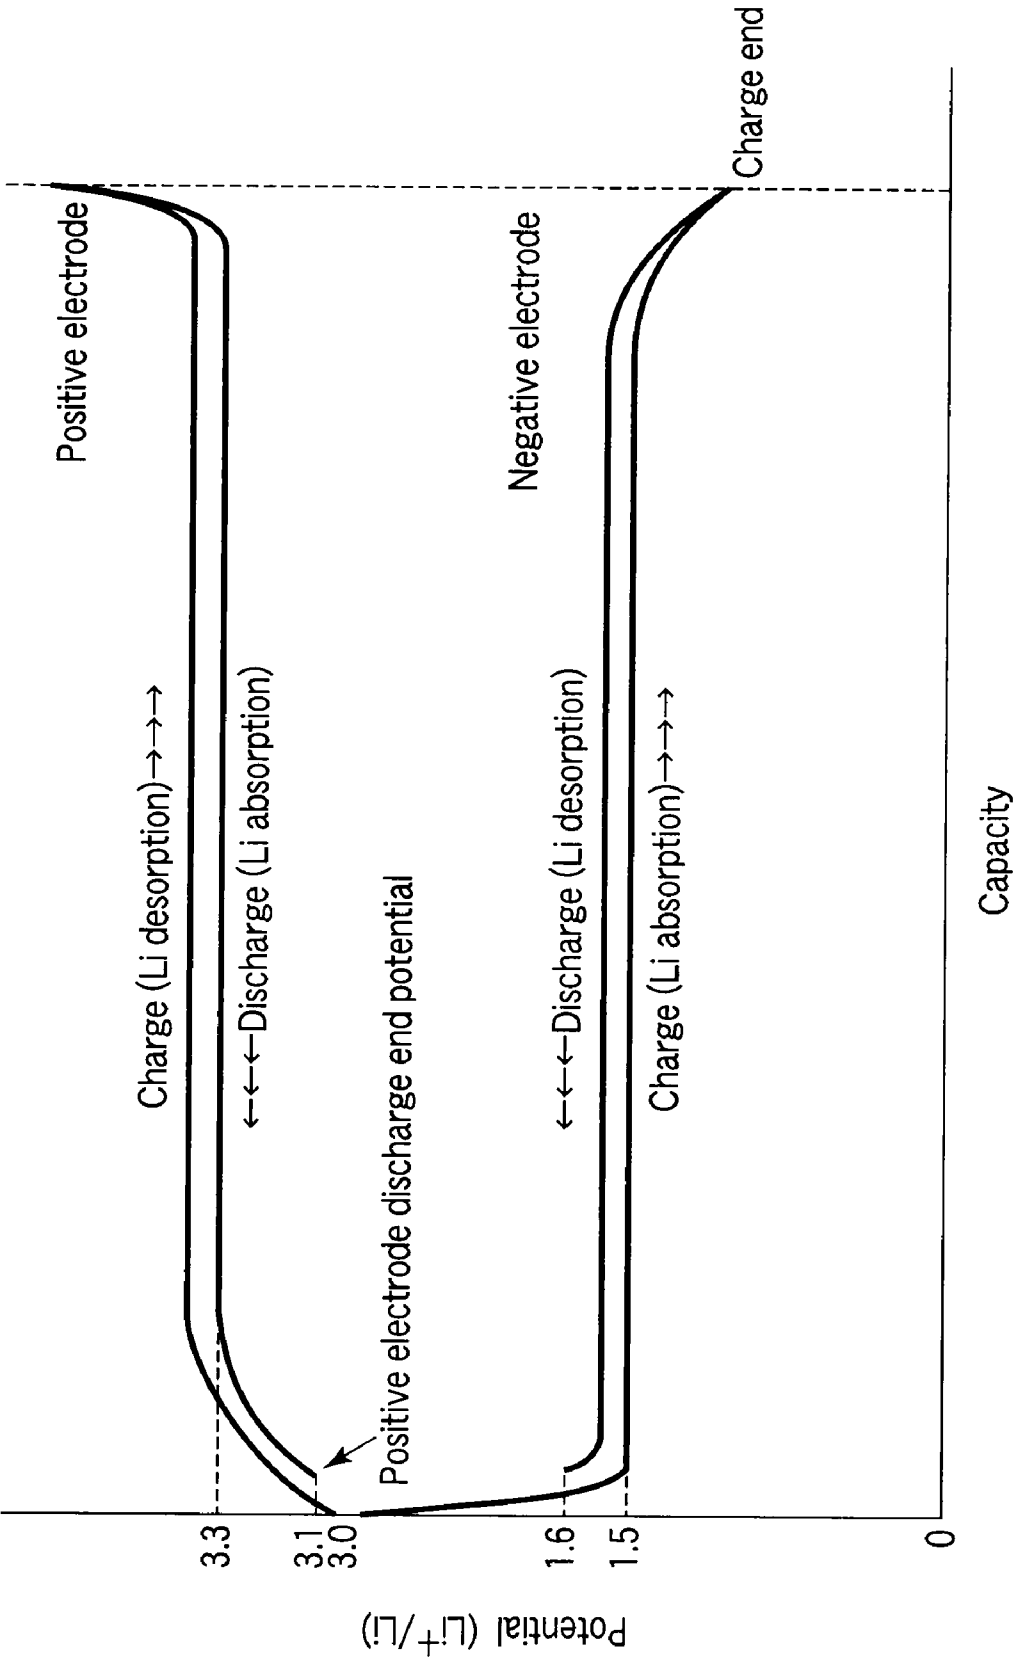 Positive electrode
Charge (Li desorption)→→→
←←←Discharge (Li absorption)
Positive electrode discharge end potential
Negative electrode
←←←Discharge (Li desorption)
Charge (Li absorption)→→→
Charge end
3.3
3.1
3.0
1.6
1.5
0
Potential (Li⁺/Li)
Capacity